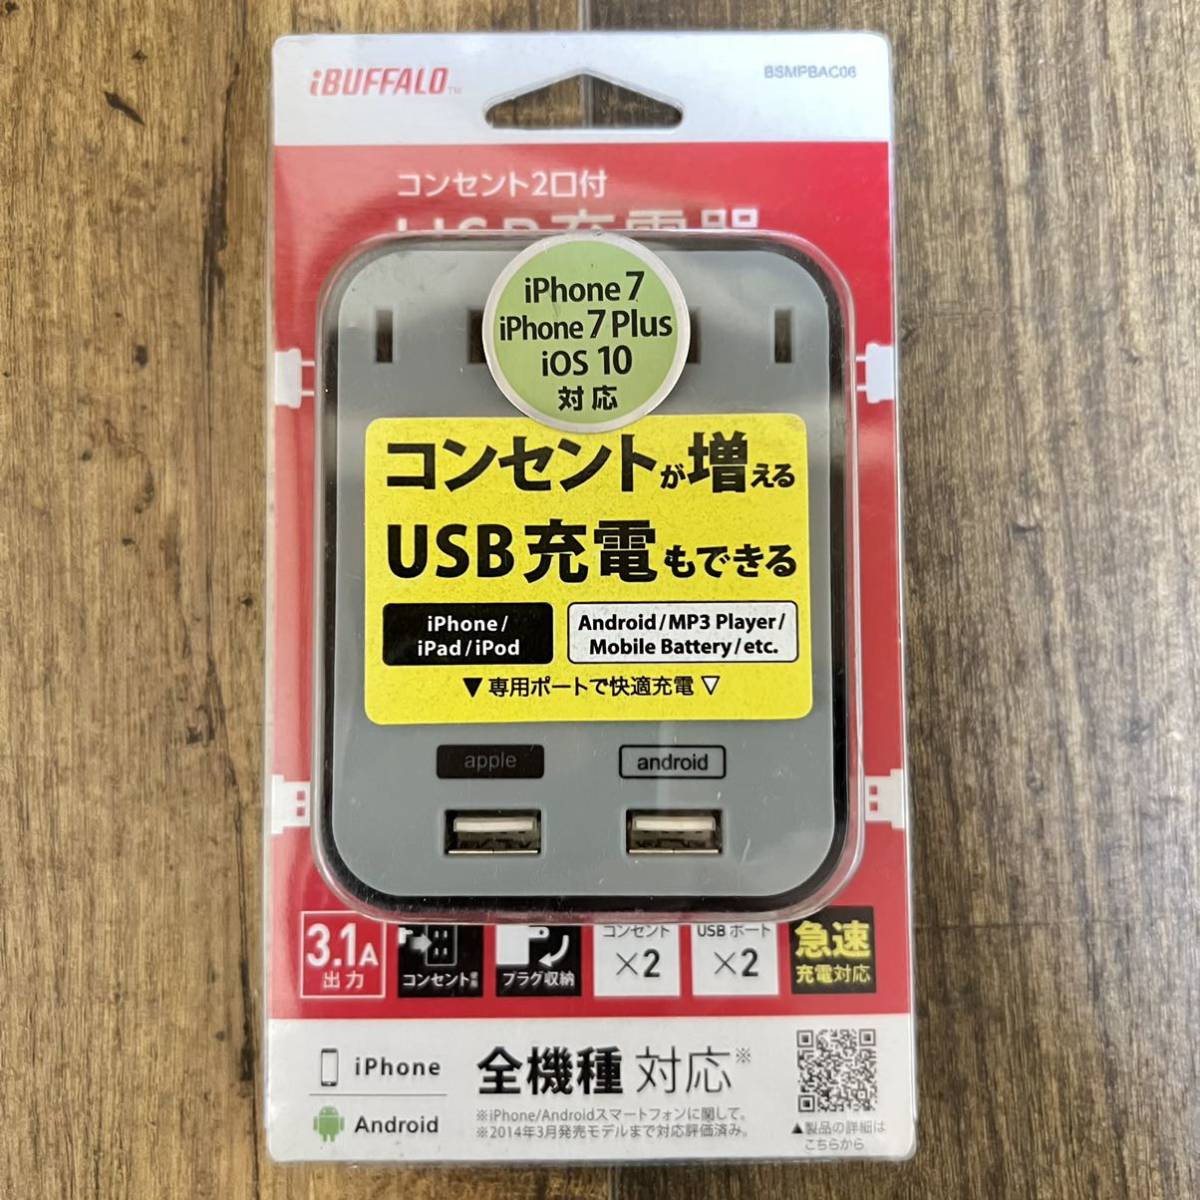 iBUFFALO™
BSMPBAC06
コンセント2口付
USB充電器
iPhone 7
iPhone 7 Plus
iOS 10
対応
コンセントが増える
USB充電もできる
iPhone/
iPad/iPod
Android/MP3 Player/
Mobile Battery/etc.
▼専用ポートで快適充電▽
apple
android
3.1A
出力
コンセント
プラグ収納
コンセント
×2
USBポート
×2
急速
充電対応
iPhone
Android
全機種対応※
※iPhone/Androidスマートフォンに関して。
※2014年3月発売モデルまで対応評価済み。
▲製品の詳細は
こちらから